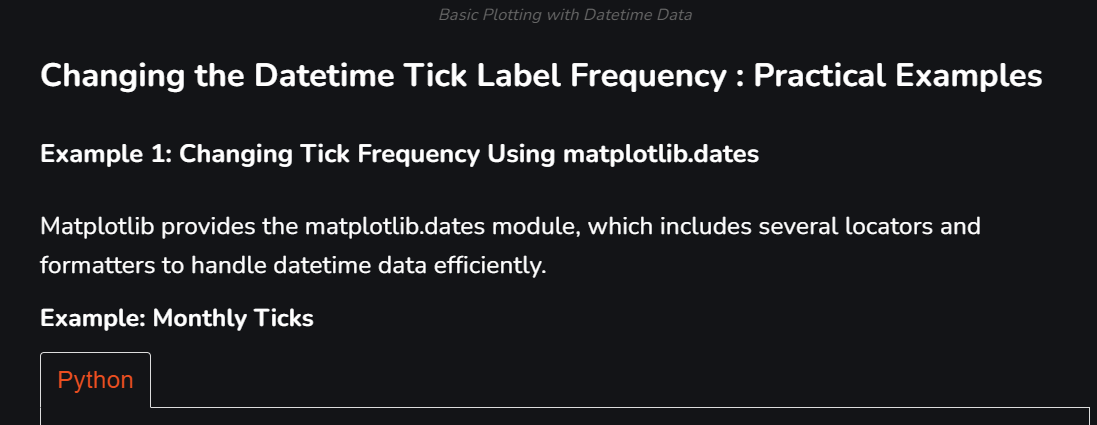 Basic Plotting with Datetime Data
Changing the Datetime Tick Label Frequency : Practical Examples
Example 1: Changing Tick Frequency Using matplotlib.dates
Matplotlib provides the matplotlib.dates module, which includes several locators and
formatters to handle datetime data efficiently.
Example: Monthly Ticks
Python